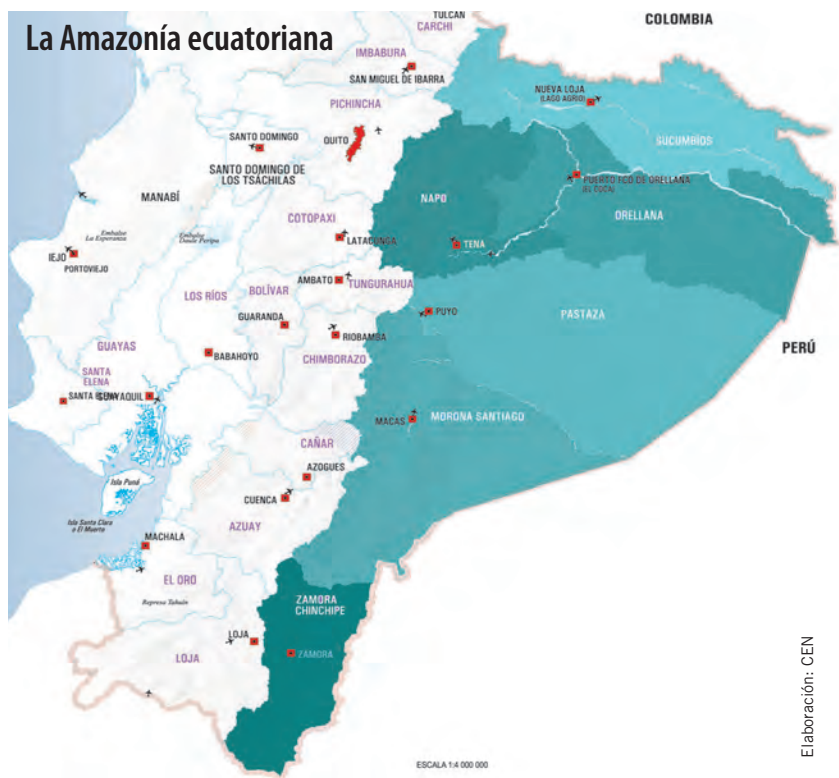 La Amazonía ecuatoriana
TULCAN
CARCHI
COLOMBIA
IMBABURA
SAN MIGUEL DE IBARRA
PICHINCHA
NUEVA LOJA
(LAGO AGRIO)
SANTO DOMINGO
QUITO
SUCUMBÍOS
SANTO DOMINGO DE
LOS TSÁCHILAS
PUERTO FCO DE ORELLANA
(EL COCA)
MANABÍ
NAPO
ORELLANA
COTOPAXI
Embalse
La Esperanza
Embalse
Daule Peripa
LATACUNGA
TENA
IEJO
PORTOVIEJO
AMBATO
TUNGURAHUA
BOLÍVAR
LOS RÍOS
GUARANDA
PUYO
PASTAZA
RIOBAMBA
GUAYAS
BABAHOYO
CHIMBORAZO
PERÚ
SANTA
ELENA
SANTA ELENA
GUAYAQUIL
MACAS
MORONA SANTIAGO
CAÑAR
AZOGUES
Isla Puná
CUENCA
Isla Santa Clara
o El Muerto
AZUAY
MACHALA
EL ORO
Represa Tahuín
ZAMORA
CHINCHIPE
LOJA
ZAMORA
LOJA
ESCALA 1:4 000 000
Elaboración: CEN